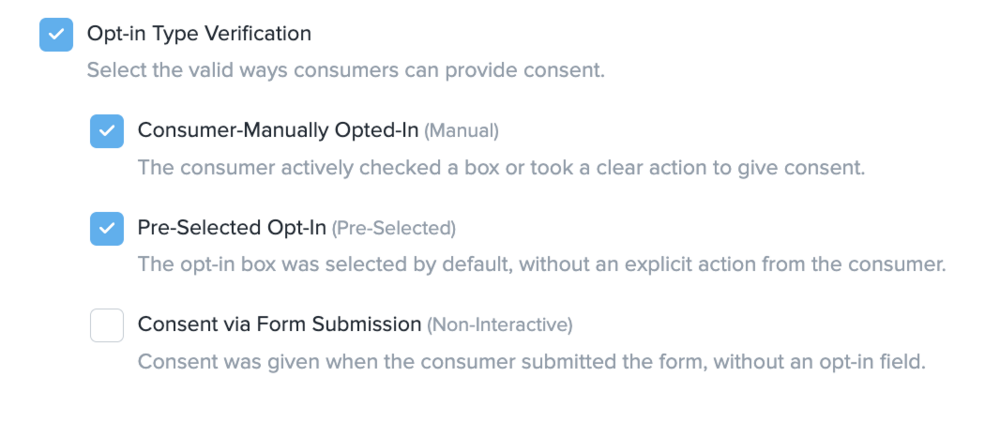 Opt-in Type Verification
Select the valid ways consumers can provide consent.
Consumer-Manually Opted-In (Manual)
The consumer actively checked a box or took a clear action to give consent.
Pre-Selected Opt-In (Pre-Selected)
The opt-in box was selected by default, without an explicit action from the consumer.
Consent via Form Submission (Non-Interactive)
Consent was given when the consumer submitted the form, without an opt-in field.